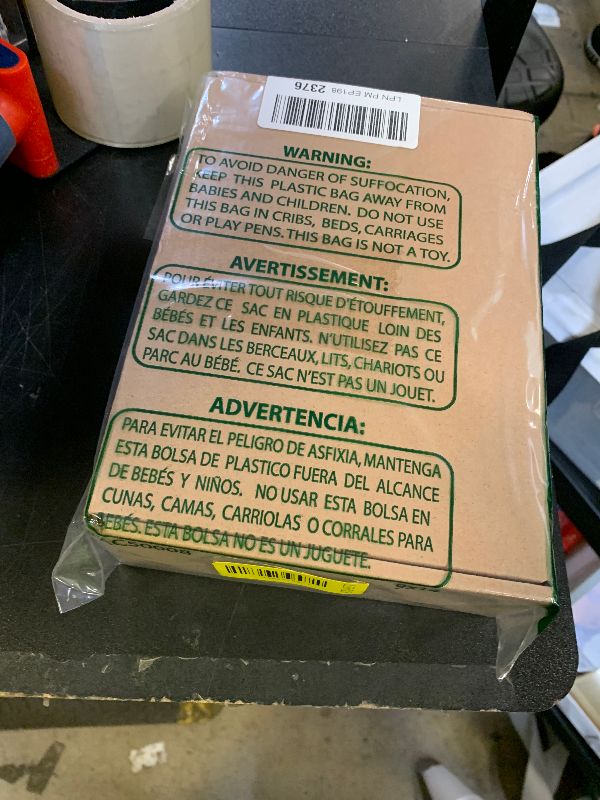 LPN PM EP198 2376
WARNING:
TO AVOID DANGER OF SUFFOCATION,
KEEP THIS PLASTIC BAG AWAY FROM
BABIES AND CHILDREN. DO NOT USE
THIS BAG IN CRIBS, BEDS, CARRIAGES
OR PLAY PENS. THIS BAG IS NOT A TOY.
AVERTISSEMENT:
POUR ÉVITER TOUT RISQUE D'ÉTOUFFEMENT,
GARDEZ CE SAC EN PLASTIQUE LOIN DES
BÉBÉS ET LES ENFANTS. N'UTILISEZ PAS CE
SAC DANS LES BERCEAUX, LITS, CHARIOTS OU
PARC AU BÉBÉ. CE SAC N'EST PAS UN JOUET.
ADVERTENCIA:
PARA EVITAR EL PELIGRO DE ASFIXIA, MANTENGA
ESTA BOLSA DE PLASTICO FUERA DEL ALCANCE
DE BEBÉS Y NIÑOS. NO USAR ESTA BOLSA EN
CUNAS, CAMAS, CARRIOLAS O CORRALES PARA
BEBÉS. ESTA BOLSA NO ES UN JUGUETE.